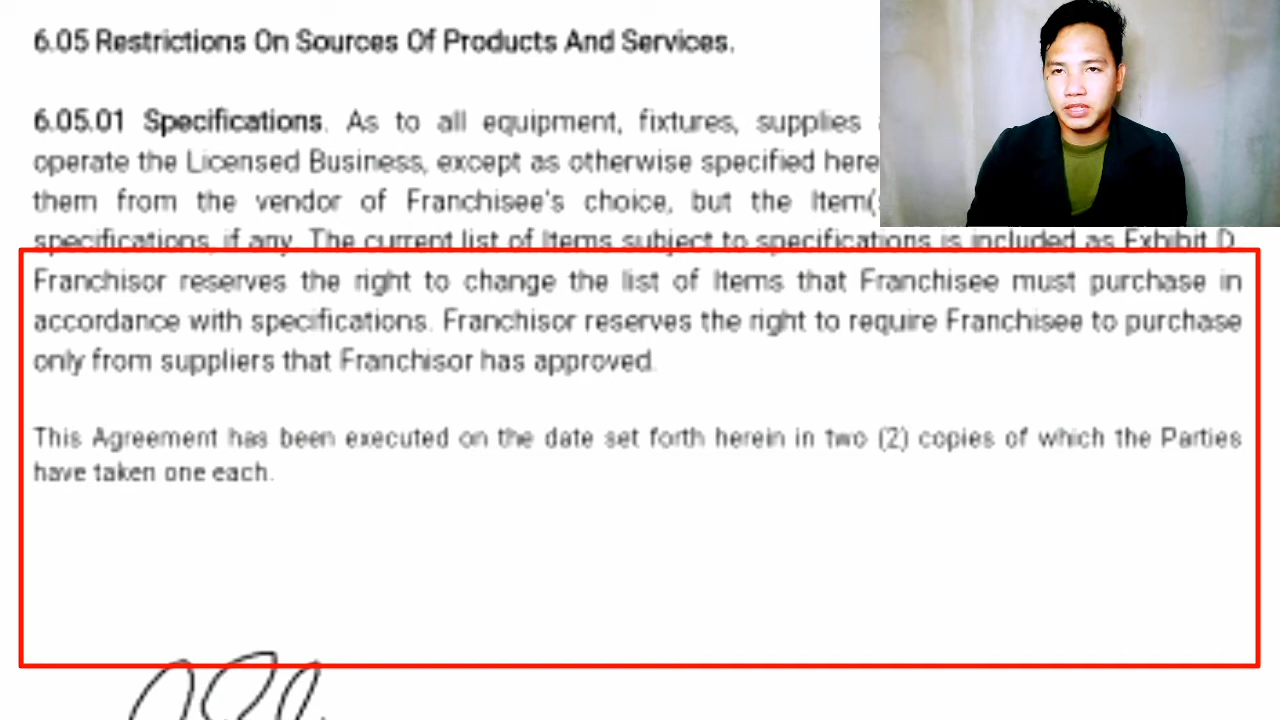 6.05 Restrictions On Sources Of Products And Services.
6.05.01 Specifications. As to all equipment, fixtures, supplies
operate the Licensed Business, except as otherwise specified here
them from the vendor of Franchisee's choice, but the Item(
specifications, if any. The current list of Items subject to specifications is included as Exhibit D.
Franchisor reserves the right to change the list of Items that Franchisee must purchase in
accordance with specifications. Franchisor reserves the right to require Franchisee to purchase
only from suppliers that Franchisor has approved.
This Agreement has been executed on the date set forth herein in two (2) copies of which the Parties
have taken one each.